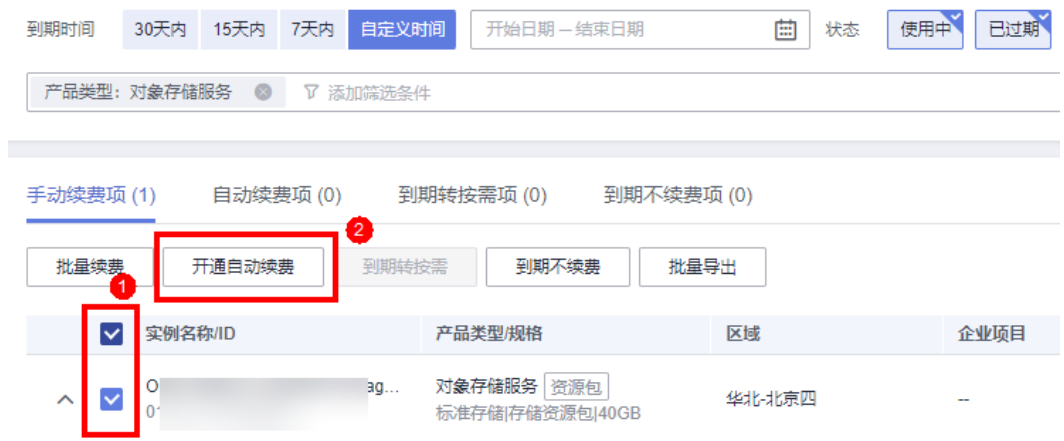 到期时间 30天内 15天内 7天内 自定义时间 开始日期 – 结束日期 状态 使用中 已过期
产品类型: 对象存储服务 添加筛选条件
手动续费项 (1) 自动续费项 (0) 到期转按需项 (0) 到期不续费项 (0)
2
批量续费 开通自动续费 到期转按需 到期不续费 批量导出
1
实例名称/ID 产品类型/规格 区域 企业项目
O ag... 对象存储服务 资源包 华北-北京四 --
01 标准存储|存储资源包|40GB